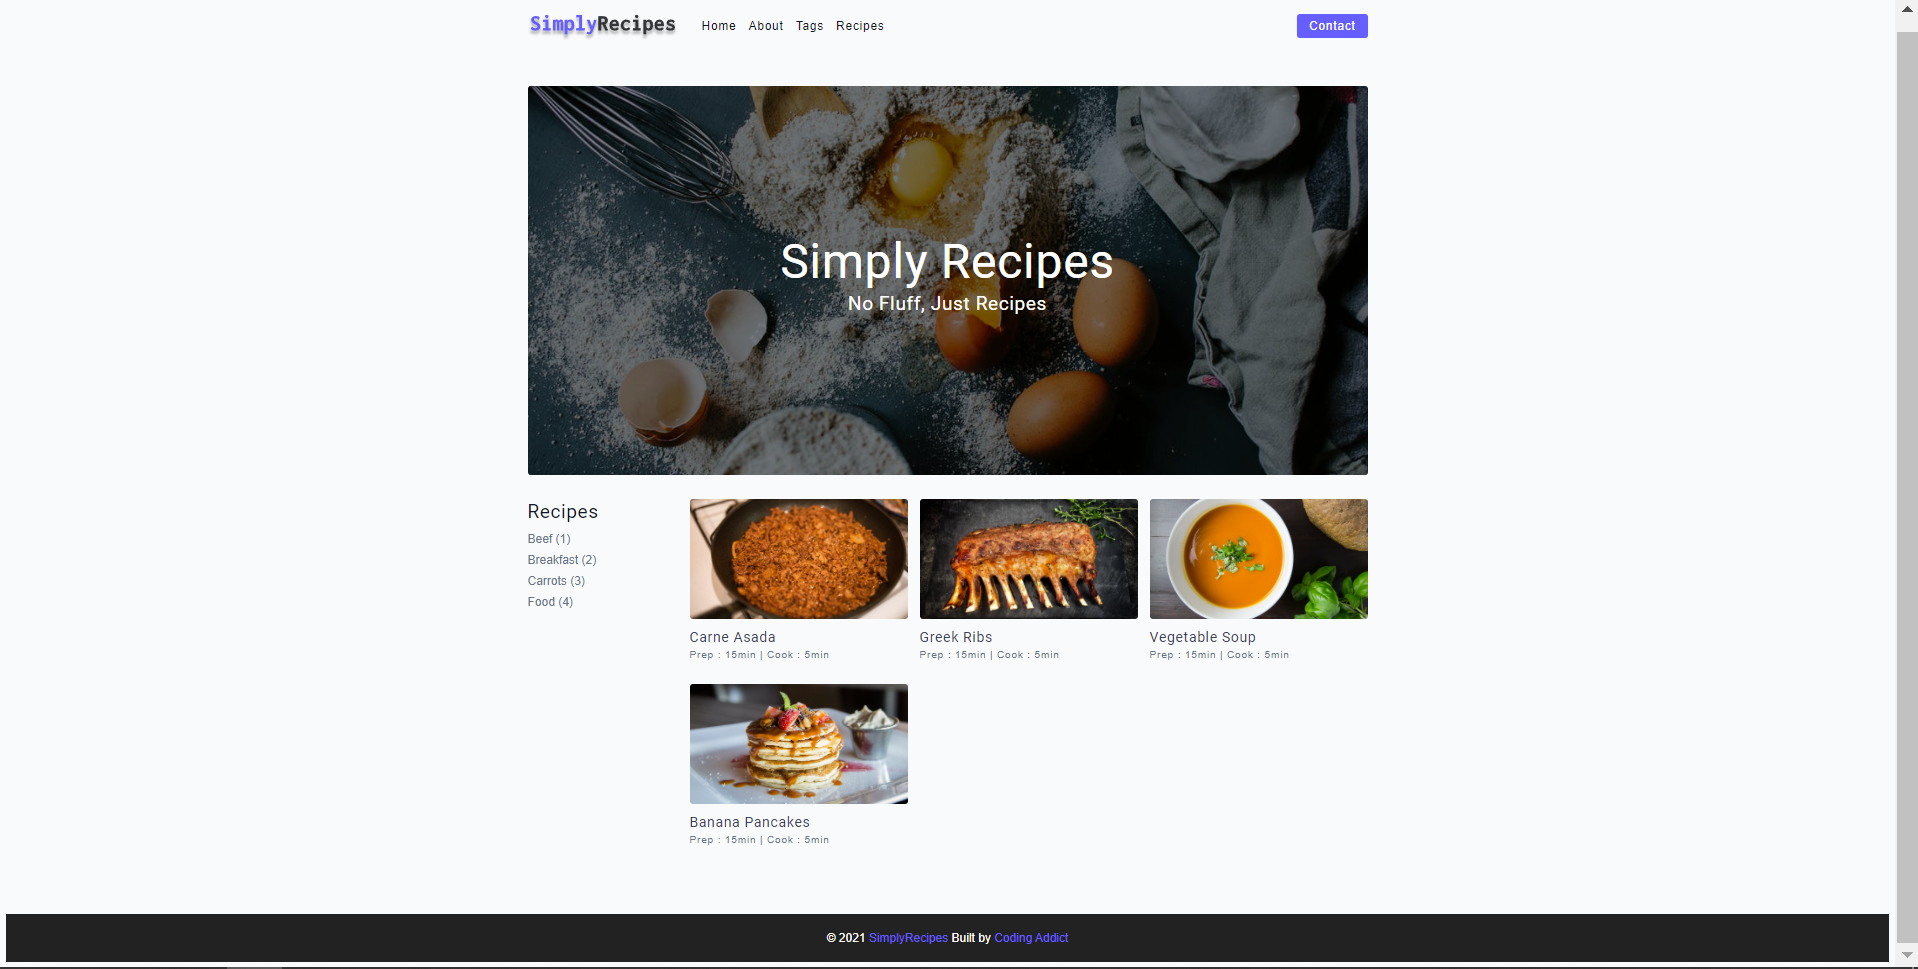 SimplyRecipes Home About Tags Recipes Contact
Simply Recipes
No Fluff, Just Recipes
Recipes
Beef (1)
Breakfast (2)
Carrots (3)
Food (4)
Carne Asada
Prep : 15min | Cook : 5min
Greek Ribs
Prep : 15min | Cook : 5min
Vegetable Soup
Prep : 15min | Cook : 5min
Banana Pancakes
Prep : 15min | Cook : 5min
© 2021 SimplyRecipes Built by Coding Addict